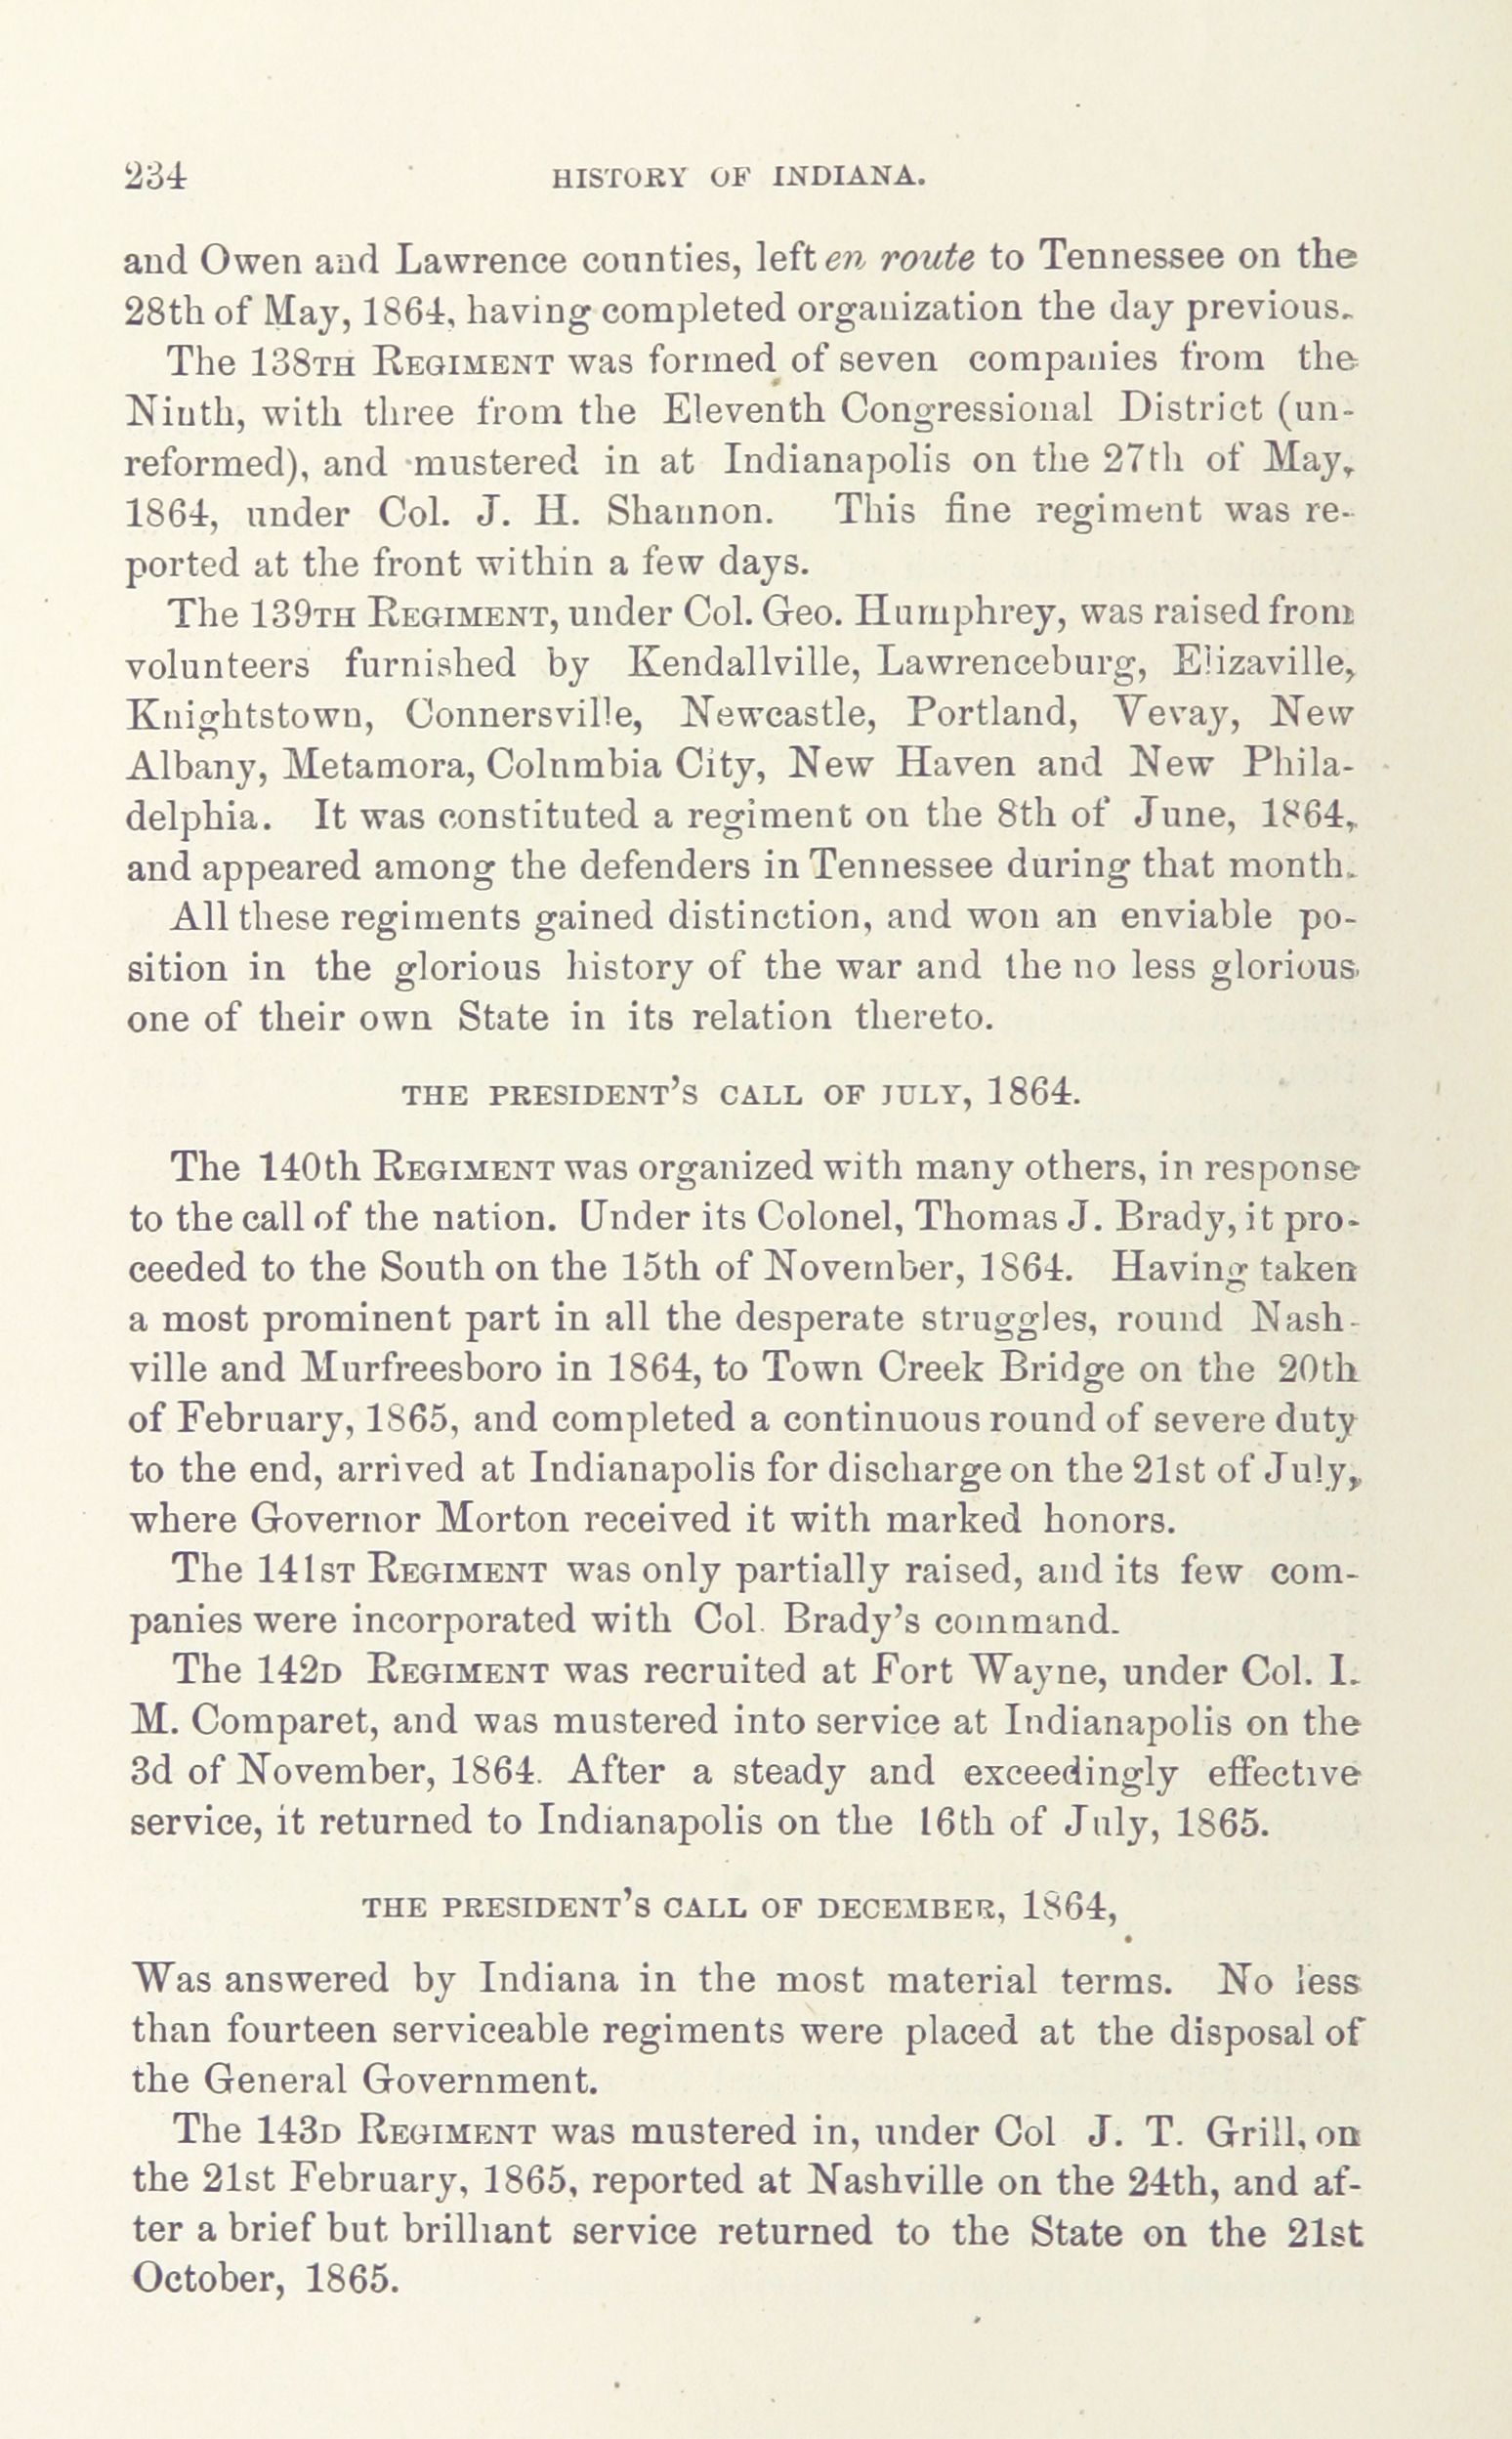 234 HISTORY OF INDIANA.
and Owen and Lawrence counties, left en route to Tennessee on the
28th of May, 1864, having completed organization the day previous.
The 138TH REGIMENT was formed of seven companies from the
Ninth, with three from the Eleventh Congressional District (un-
reformed), and mustered in at Indianapolis on the 27th of May,
1864, under Col. J. H. Shannon. This fine regiment was re-
ported at the front within a few days.
The 139TH REGIMENT, under Col. Geo. Humphrey, was raised from
volunteers furnished by Kendallville, Lawrenceburg, Elizaville,
Knightstown, Connersville, Newcastle, Portland, Vevay, New
Albany, Metamora, Columbia City, New Haven and New Phila-
delphia. It was constituted a regiment on the 8th of June, 1864,
and appeared among the defenders in Tennessee during that month.
All these regiments gained distinction, and won an enviable po-
sition in the glorious history of the war and the no less glorious
one of their own State in its relation thereto.
THE PRESIDENT'S CALL OF JULY, 1864.
The 140th REGIMENT was organized with many others, in response
to the call of the nation. Under its Colonel, Thomas J. Brady, it pro-
ceeded to the South on the 15th of November, 1864. Having taken
a most prominent part in all the desperate struggles, round Nash-
ville and Murfreesboro in 1864, to Town Creek Bridge on the 20th
of February, 1865, and completed a continuous round of severe duty
to the end, arrived at Indianapolis for discharge on the 21st of July,
where Governor Morton received it with marked honors.
The 141ST REGIMENT was only partially raised, and its few com-
panies were incorporated with Col. Brady's command.
The 142D REGIMENT was recruited at Fort Wayne, under Col. I.
M. Comparet, and was mustered into service at Indianapolis on the
3d of November, 1864. After a steady and exceedingly effective
service, it returned to Indianapolis on the 16th of July, 1865.
THE PRESIDENT'S CALL OF DECEMBER, 1864,
Was answered by Indiana in the most material terms. No less
than fourteen serviceable regiments were placed at the disposal of
the General Government.
The 143D REGIMENT was mustered in, under Col J. T. Grill, on
the 21st February, 1865, reported at Nashville on the 24th, and af-
ter a brief but brilliant service returned to the State on the 21st
October, 1865.